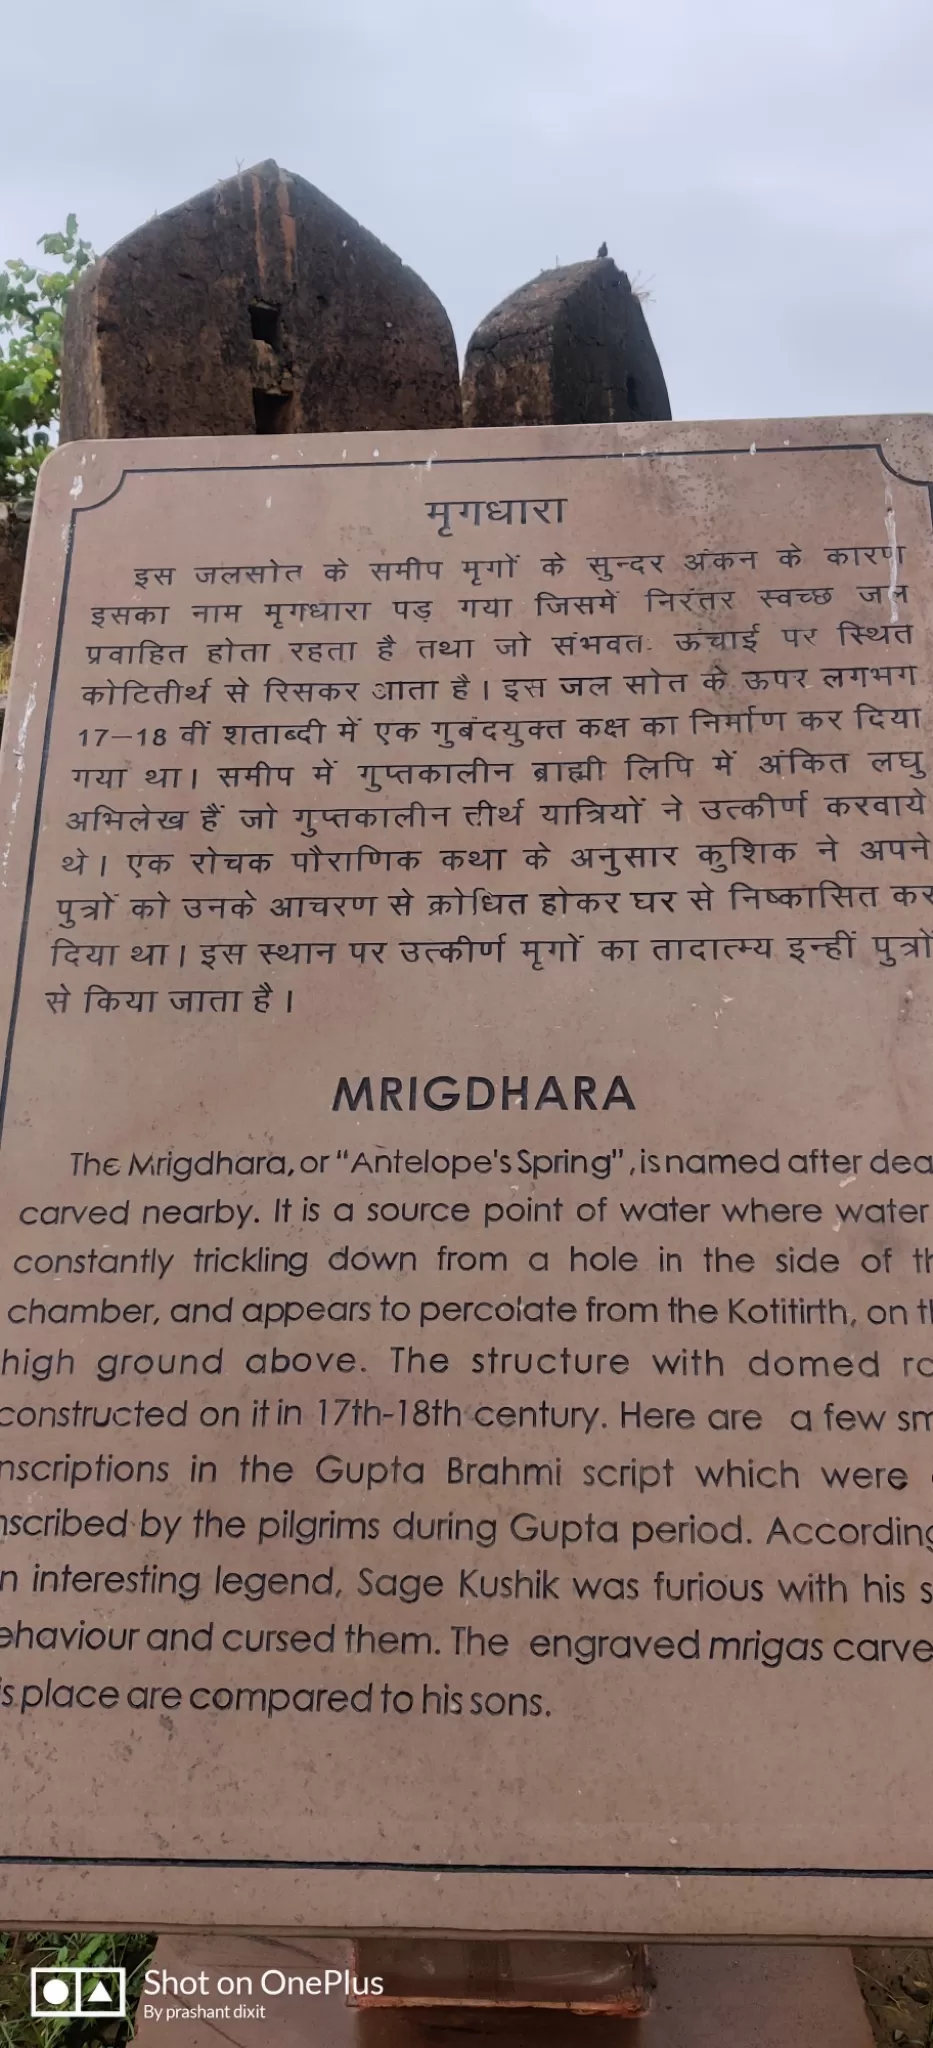 मृगधारा
इस जलस्रोत के समीप मृगों के सुन्दर अंकन के कारण
इसका नाम मृगधारा पड़ गया जिसमें निरंतर स्वच्छ जल
प्रवाहित होता रहता है तथा जो संभवतः ऊंचाई पर स्थित
कोटितीर्थ से रिसकर आता है। इस जल स्रोत के ऊपर लगभग
17–18 वीं शताब्दी में एक गुबंदयुक्त कक्ष का निर्माण कर दिया
गया था। समीप में गुप्तकालीन ब्राह्मी लिपि में अंकित लघु
अभिलेख हैं जो गुप्तकालीन तीर्थ यात्रियों ने उत्कीर्ण करवाये
थे। एक रोचक पौराणिक कथा के अनुसार कुशिक ने अपने
पुत्रों को उनके आचरण से क्रोधित होकर घर से निष्कासित कर
दिया था। इस स्थान पर उत्कीर्ण मृगों का तादात्म्य इन्हीं पुत्रों
से किया जाता है।
MRIGDHARA
The Mrigdhara, or "Antelope's Spring", is named after dea
carved nearby. It is a source point of water where water
constantly trickling down from a hole in the side of th
chamber, and appears to percolate from the Kotitirth, on th
high ground above. The structure with domed ro
constructed on it in 17th-18th century. Here are a few sm
nscriptions in the Gupta Brahmi script which were
nscribed by the pilgrims during Gupta period. According
n interesting legend, Sage Kushik was furious with his s
ehaviour and cursed them. The engraved mrigas carve
is place are compared to his sons.
Shot on OnePlus
By prashant dixit